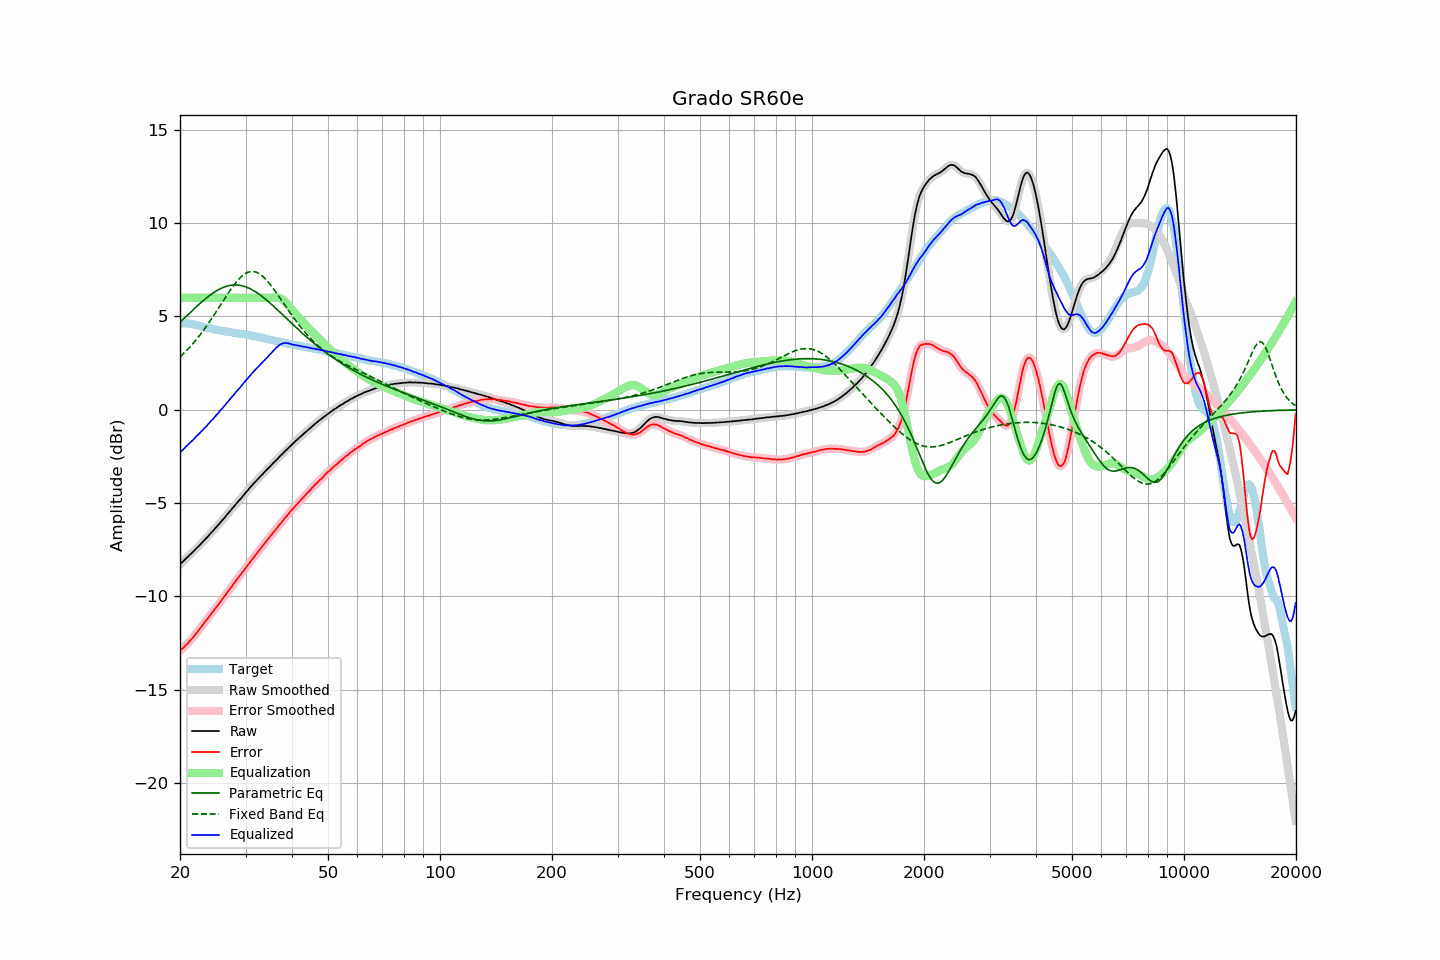 Grado SR60e
15
10
5
0
−5
−10
−15
−20
Amplitude (dBr)
Target
Raw Smoothed
Error Smoothed
Raw
Error
Equalization
Parametric Eq
Fixed Band Eq
Equalized
20 50 100 200 500 1000 2000 5000 10000 20000
Frequency (Hz)